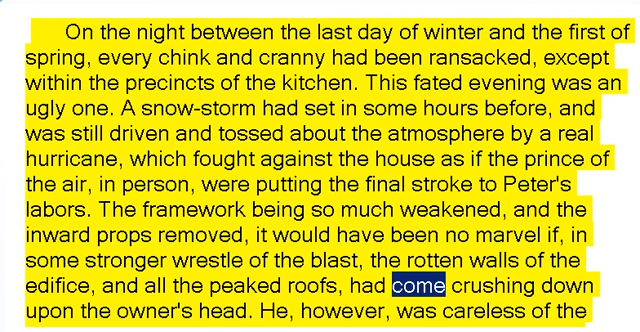 On the night between the last day of winter and the first of
spring, every chink and cranny had been ransacked, except
within the precincts of the kitchen. This fated evening was an
ugly one. A snow-storm had set in some hours before, and
was still driven and tossed about the atmosphere by a real
hurricane, which fought against the house as if the prince of
the air, in person, were putting the final stroke to Peter's
labors. The framework being so much weakened, and the
inward props removed, it would have been no marvel if, in
some stronger wrestle of the blast, the rotten walls of the
edifice, and all the peaked roofs, had come crushing down
upon the owner's head. He, however, was careless of the